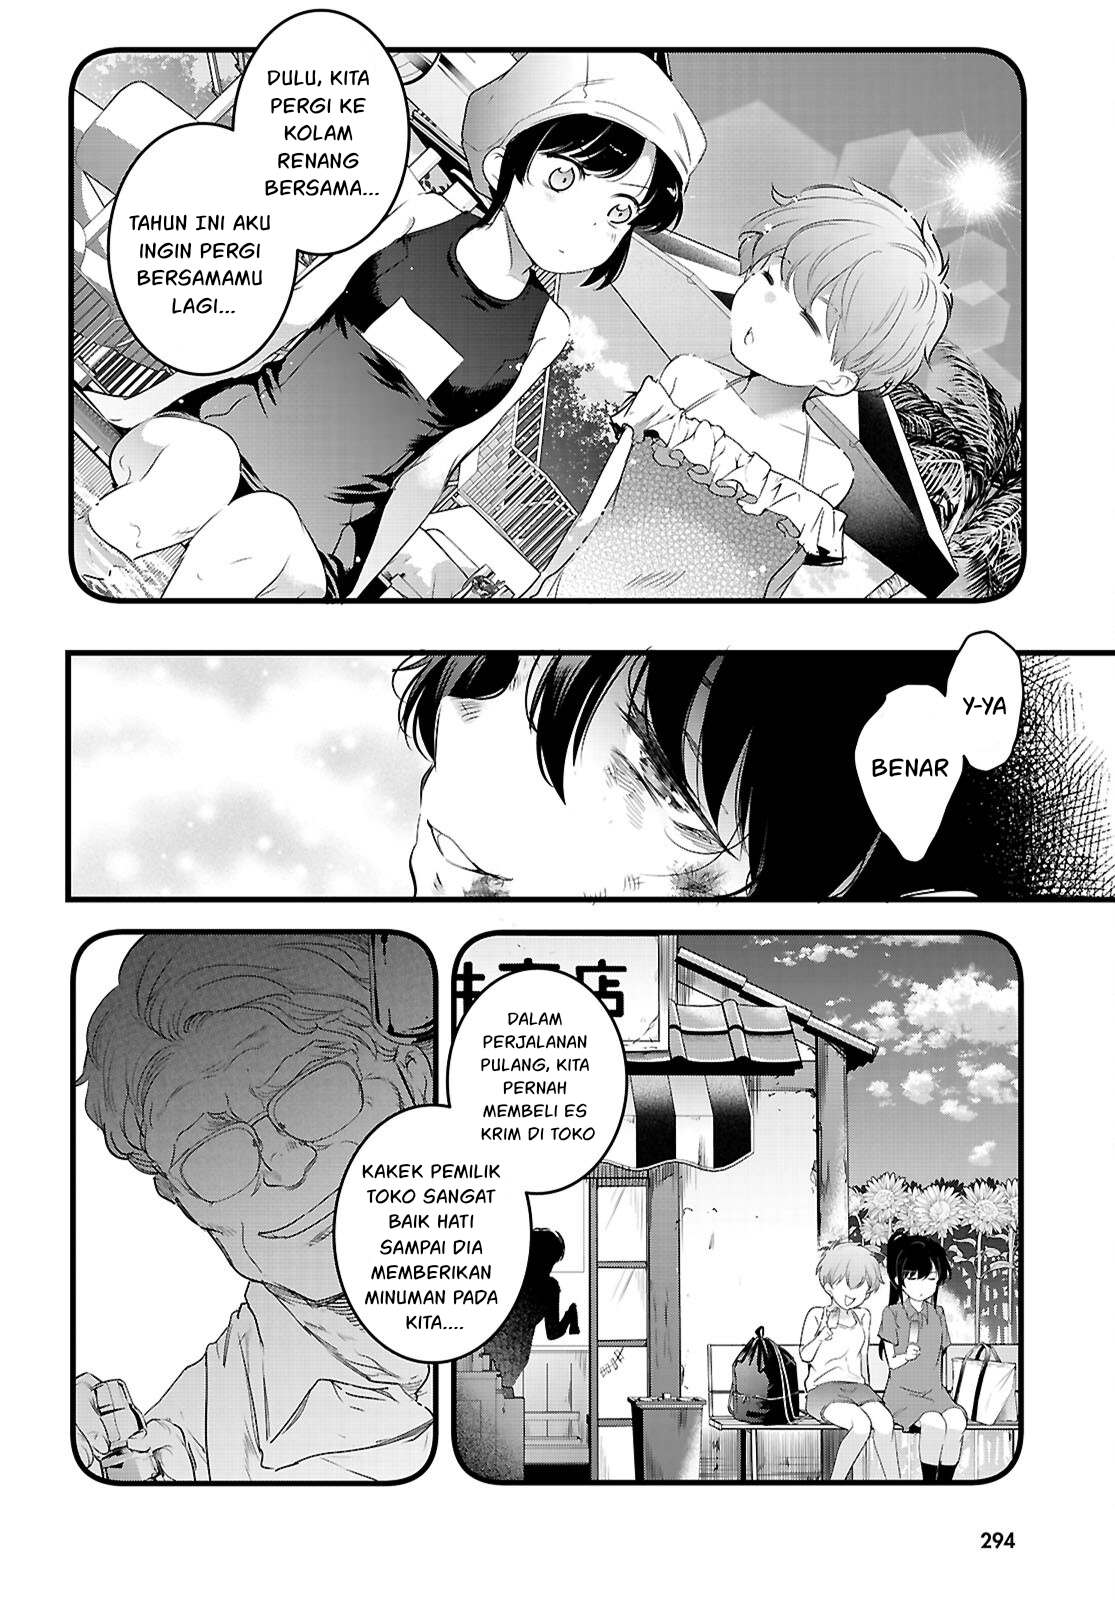 DULU, KITA
PERGI KE
KOLAM
RENANG
BERSAMA...
TAHUN INI AKU
INGIN PERGI
BERSAMAMU
LAGI...
Y-YA
BENAR
商店
DALAM
PERJALANAN
PULANG, KITA
PERNAH
MEMBELI ES
KRIM DI TOKO
KAKEK PEMILIK
TOKO SANGAT
BAIK HATI
SAMPAI DIA
MEMBERIKAN
MINUMAN PADA
KITA....
294